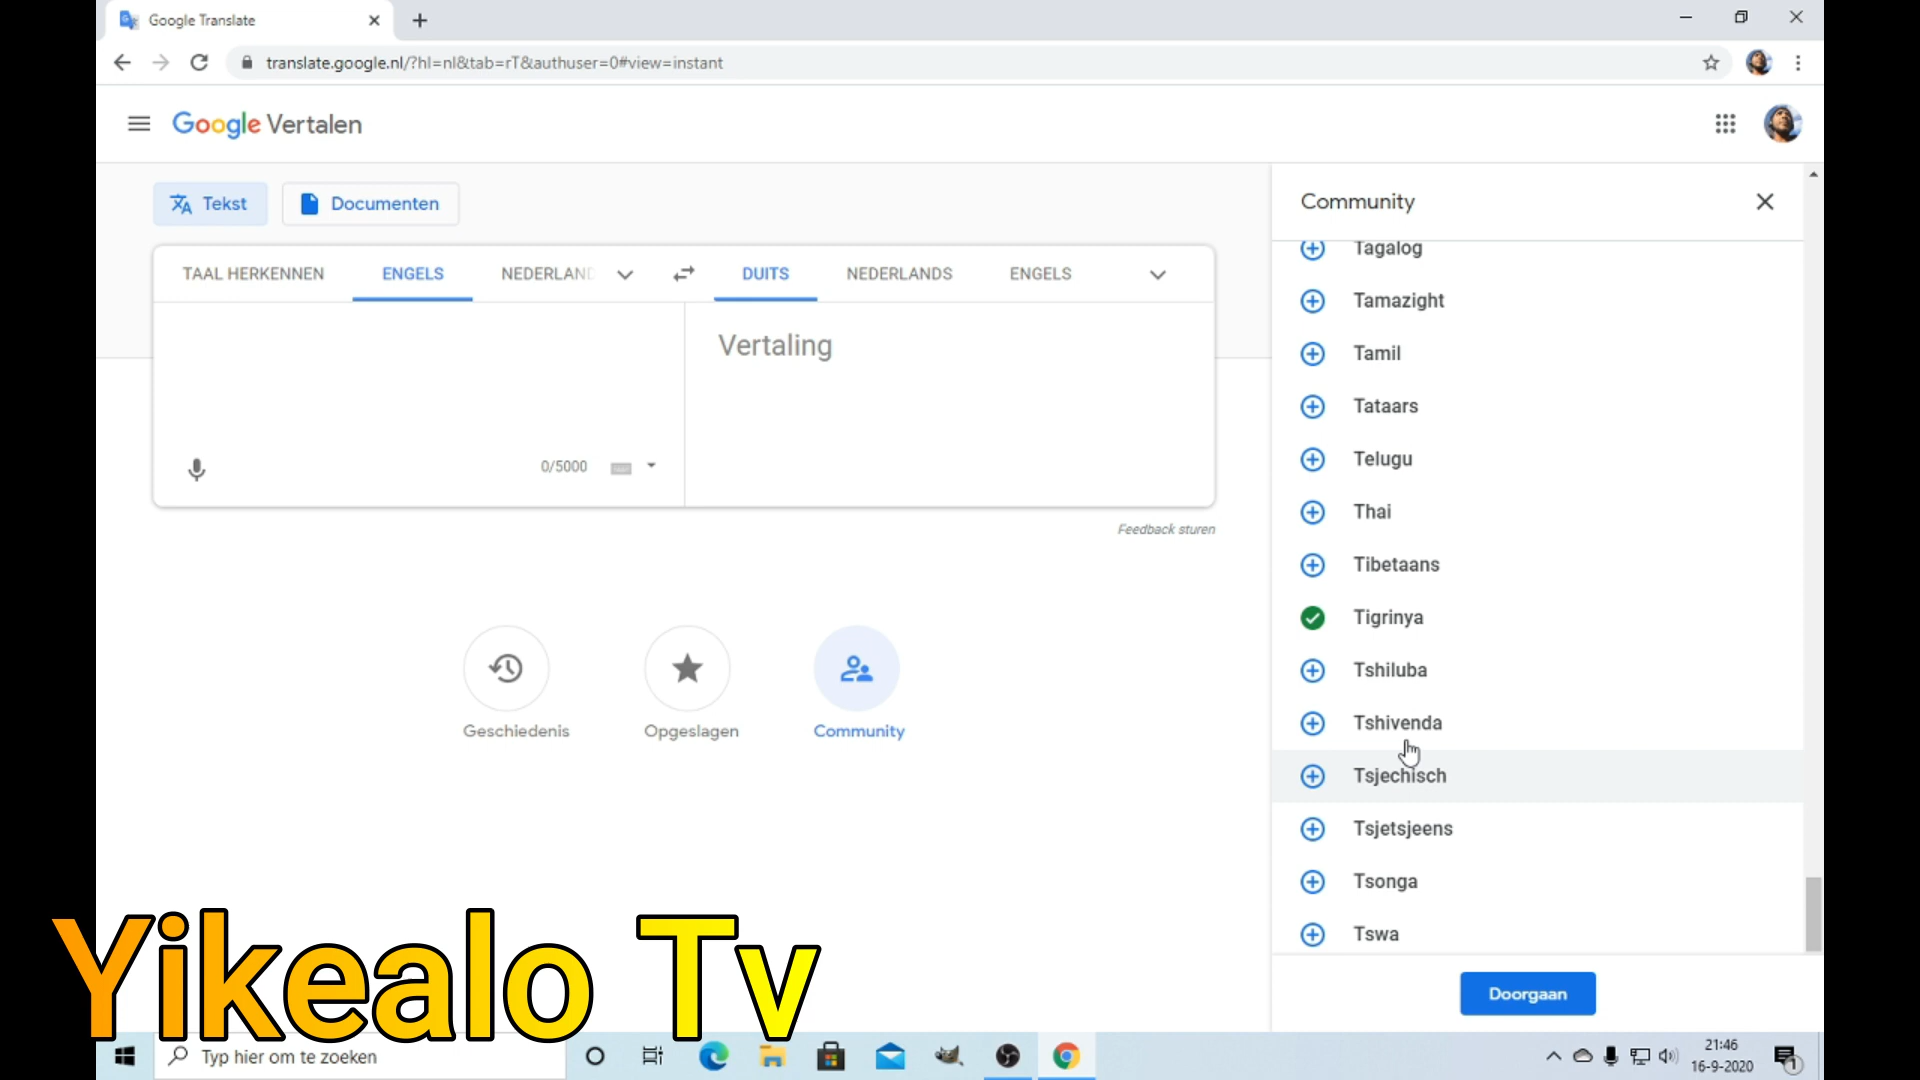 Google Translate
translate.google.nl/?hl=nl&tab=rT&authuser=0#view=instant
Google Vertalen
Tekst
Documenten
TAAL HERKENNEN
ENGELS
NEDERLAND
DUITS
NEDERLANDS
ENGELS
Vertaling
0/5000
Feedback sturen
Geschiedenis
Opgeslagen
Community
Community
Tagalog
Tamazight
Tamil
Tataars
Telugu
Thai
Tibetaans
Tigrinya
Tshiluba
Tshivenda
Tsjechisch
Tsjetsjeens
Tsonga
Tswa
Doorgaan
Yikealo Tv
Typ hier om te zoeken
21:46
16-9-2020
1